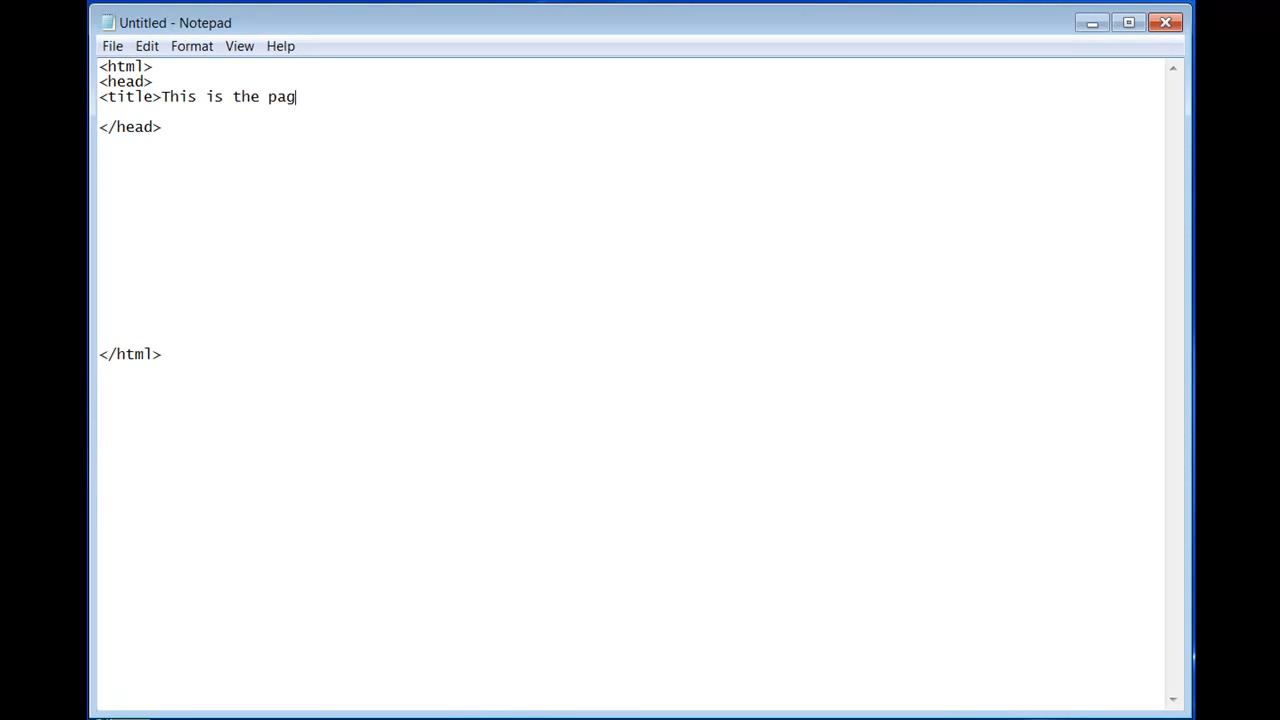 Untitled - Notepad
File Edit Format View Help
<html>
<head>
<title>This is the pag
</head>
</html>